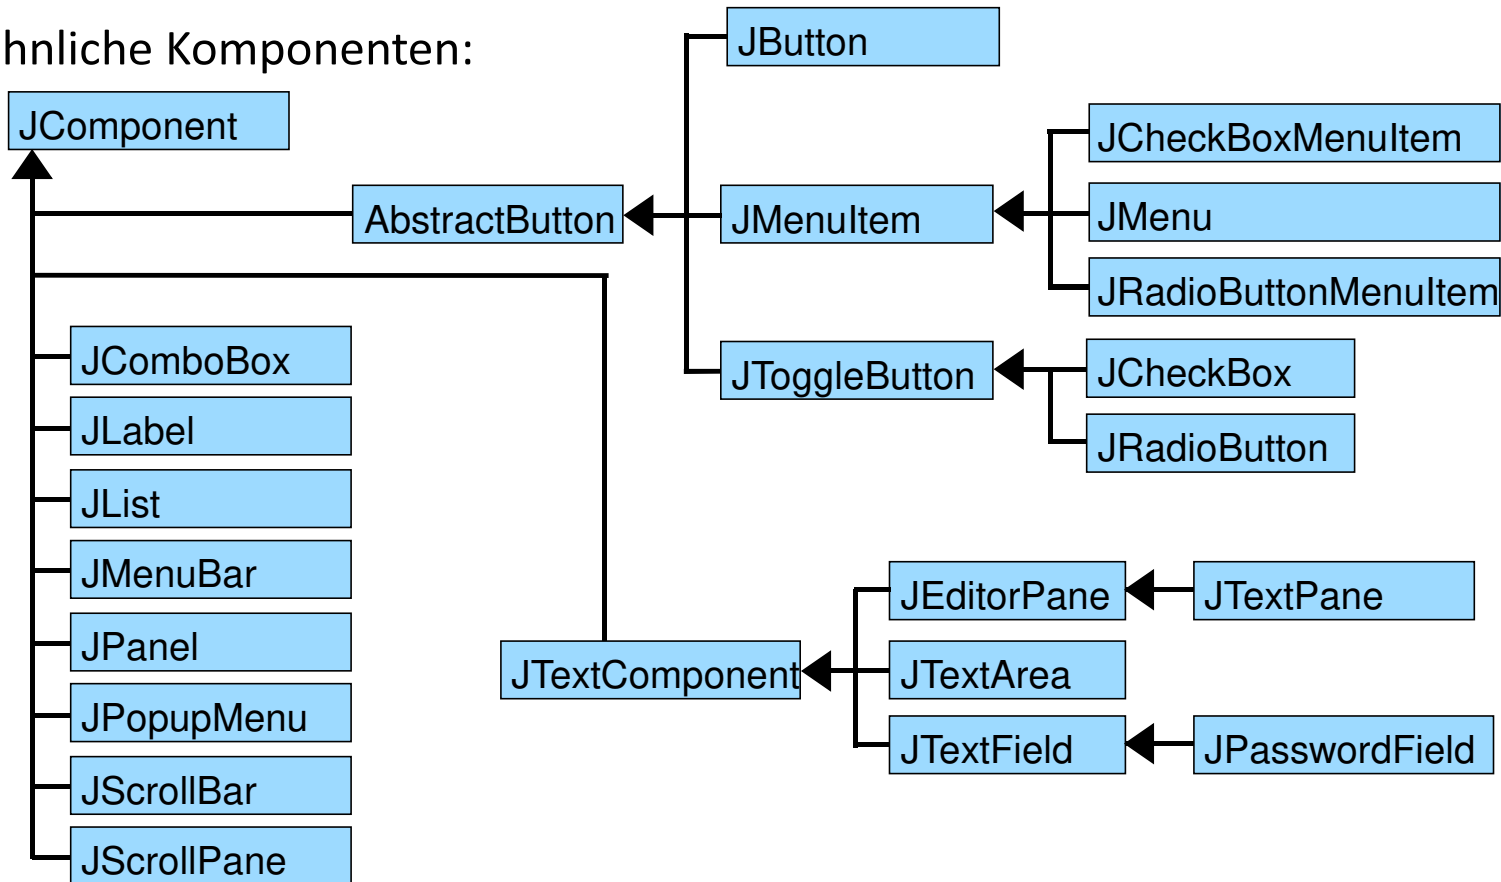 hnliche Komponenten:
JComponent
AbstractButton
JButton
JMenuItem
JToggleButton
JCheckBoxMenuItem
JMenu
JRadioButtonMenuItem
JCheckBox
JRadioButton
JComboBox
JLabel
JList
JMenuBar
JPanel
JPopupMenu
JScrollBar
JScrollPane
JTextComponent
JEditorPane
JTextArea
JTextField
JTextPane
JPasswordField